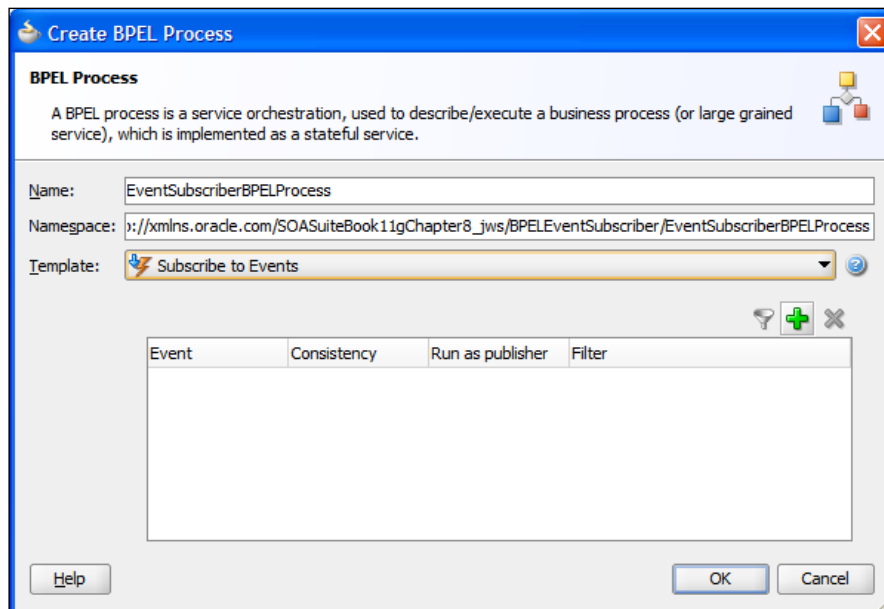 Create BPEL Process
BPEL Process
A BPEL process is a service orchestration, used to describe/execute a business process (or large grained
service), which is implemented as a stateful service.
Name: EventSubscriberBPELProcess
Namespace: ://xmlns.oracle.com/SOASuiteBook11gChapter8_jws/BPELEventSubscriber/EventSubscriberBPELProcess
Template: Subscribe to Events
Event Consistency Run as publisher Filter
Help OK Cancel